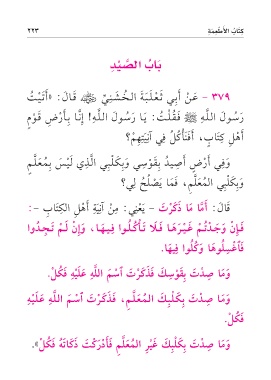 كِتَابُ الأَطْعِمَة
٢٢٣
بَابُ الصَّيْدِ
٣٧٩ - عَنْ أَبِي ثَعْلَبَةَ الخُشَنِيِّ ﷺ قَالَ: «أَتَيْتُ
رَسُولَ اللَّهِ ﷺ فَقُلْتُ: يَا رَسُولَ اللَّهِ! إِنَّا بِأَرْضِ قَوْمٍ
أَهْلِ كِتَابٍ، أَفَنَأْكُلُ فِي آنِيَتِهِمْ؟
وَفِي أَرْضٍ أَصِيدُ بِقَوْسِي وَبِكَلْبِي الَّذِي لَيْسَ بِمُعَلَّمٍ
وَبِكَلْبِي المُعَلَّمِ، فَمَا يَصْلُحُ لِي؟
قَالَ: أَمَّا مَا ذَكَرْتَ - يَعْنِي: مِنْ آنِيَةِ أَهْلِ الكِتَابِ -:
فَإِنْ وَجَدْتُمْ غَيْرَهَا فَلَا تَأْكُلُوا فِيهَا، وَإِنْ لَمْ تَجِدُوا
فَاغْسِلُوهَا وَكُلُوا فِيهَا.
وَمَا صِدْتَ بِقَوْسِكَ فَذَكَرْتَ اسْمَ اللَّهِ عَلَيْهِ فَكُلْ.
وَمَا صِدْتَ بِكَلْبِكَ المُعَلَّمِ، فَذَكَرْتَ اسْمَ اللَّهِ عَلَيْهِ
فَكُلْ.
وَمَا صِدْتَ بِكَلْبِكَ غَيْرِ المُعَلَّمِ فَأَدْرَكْتَ ذَكَاتَهُ فَكُلْ».